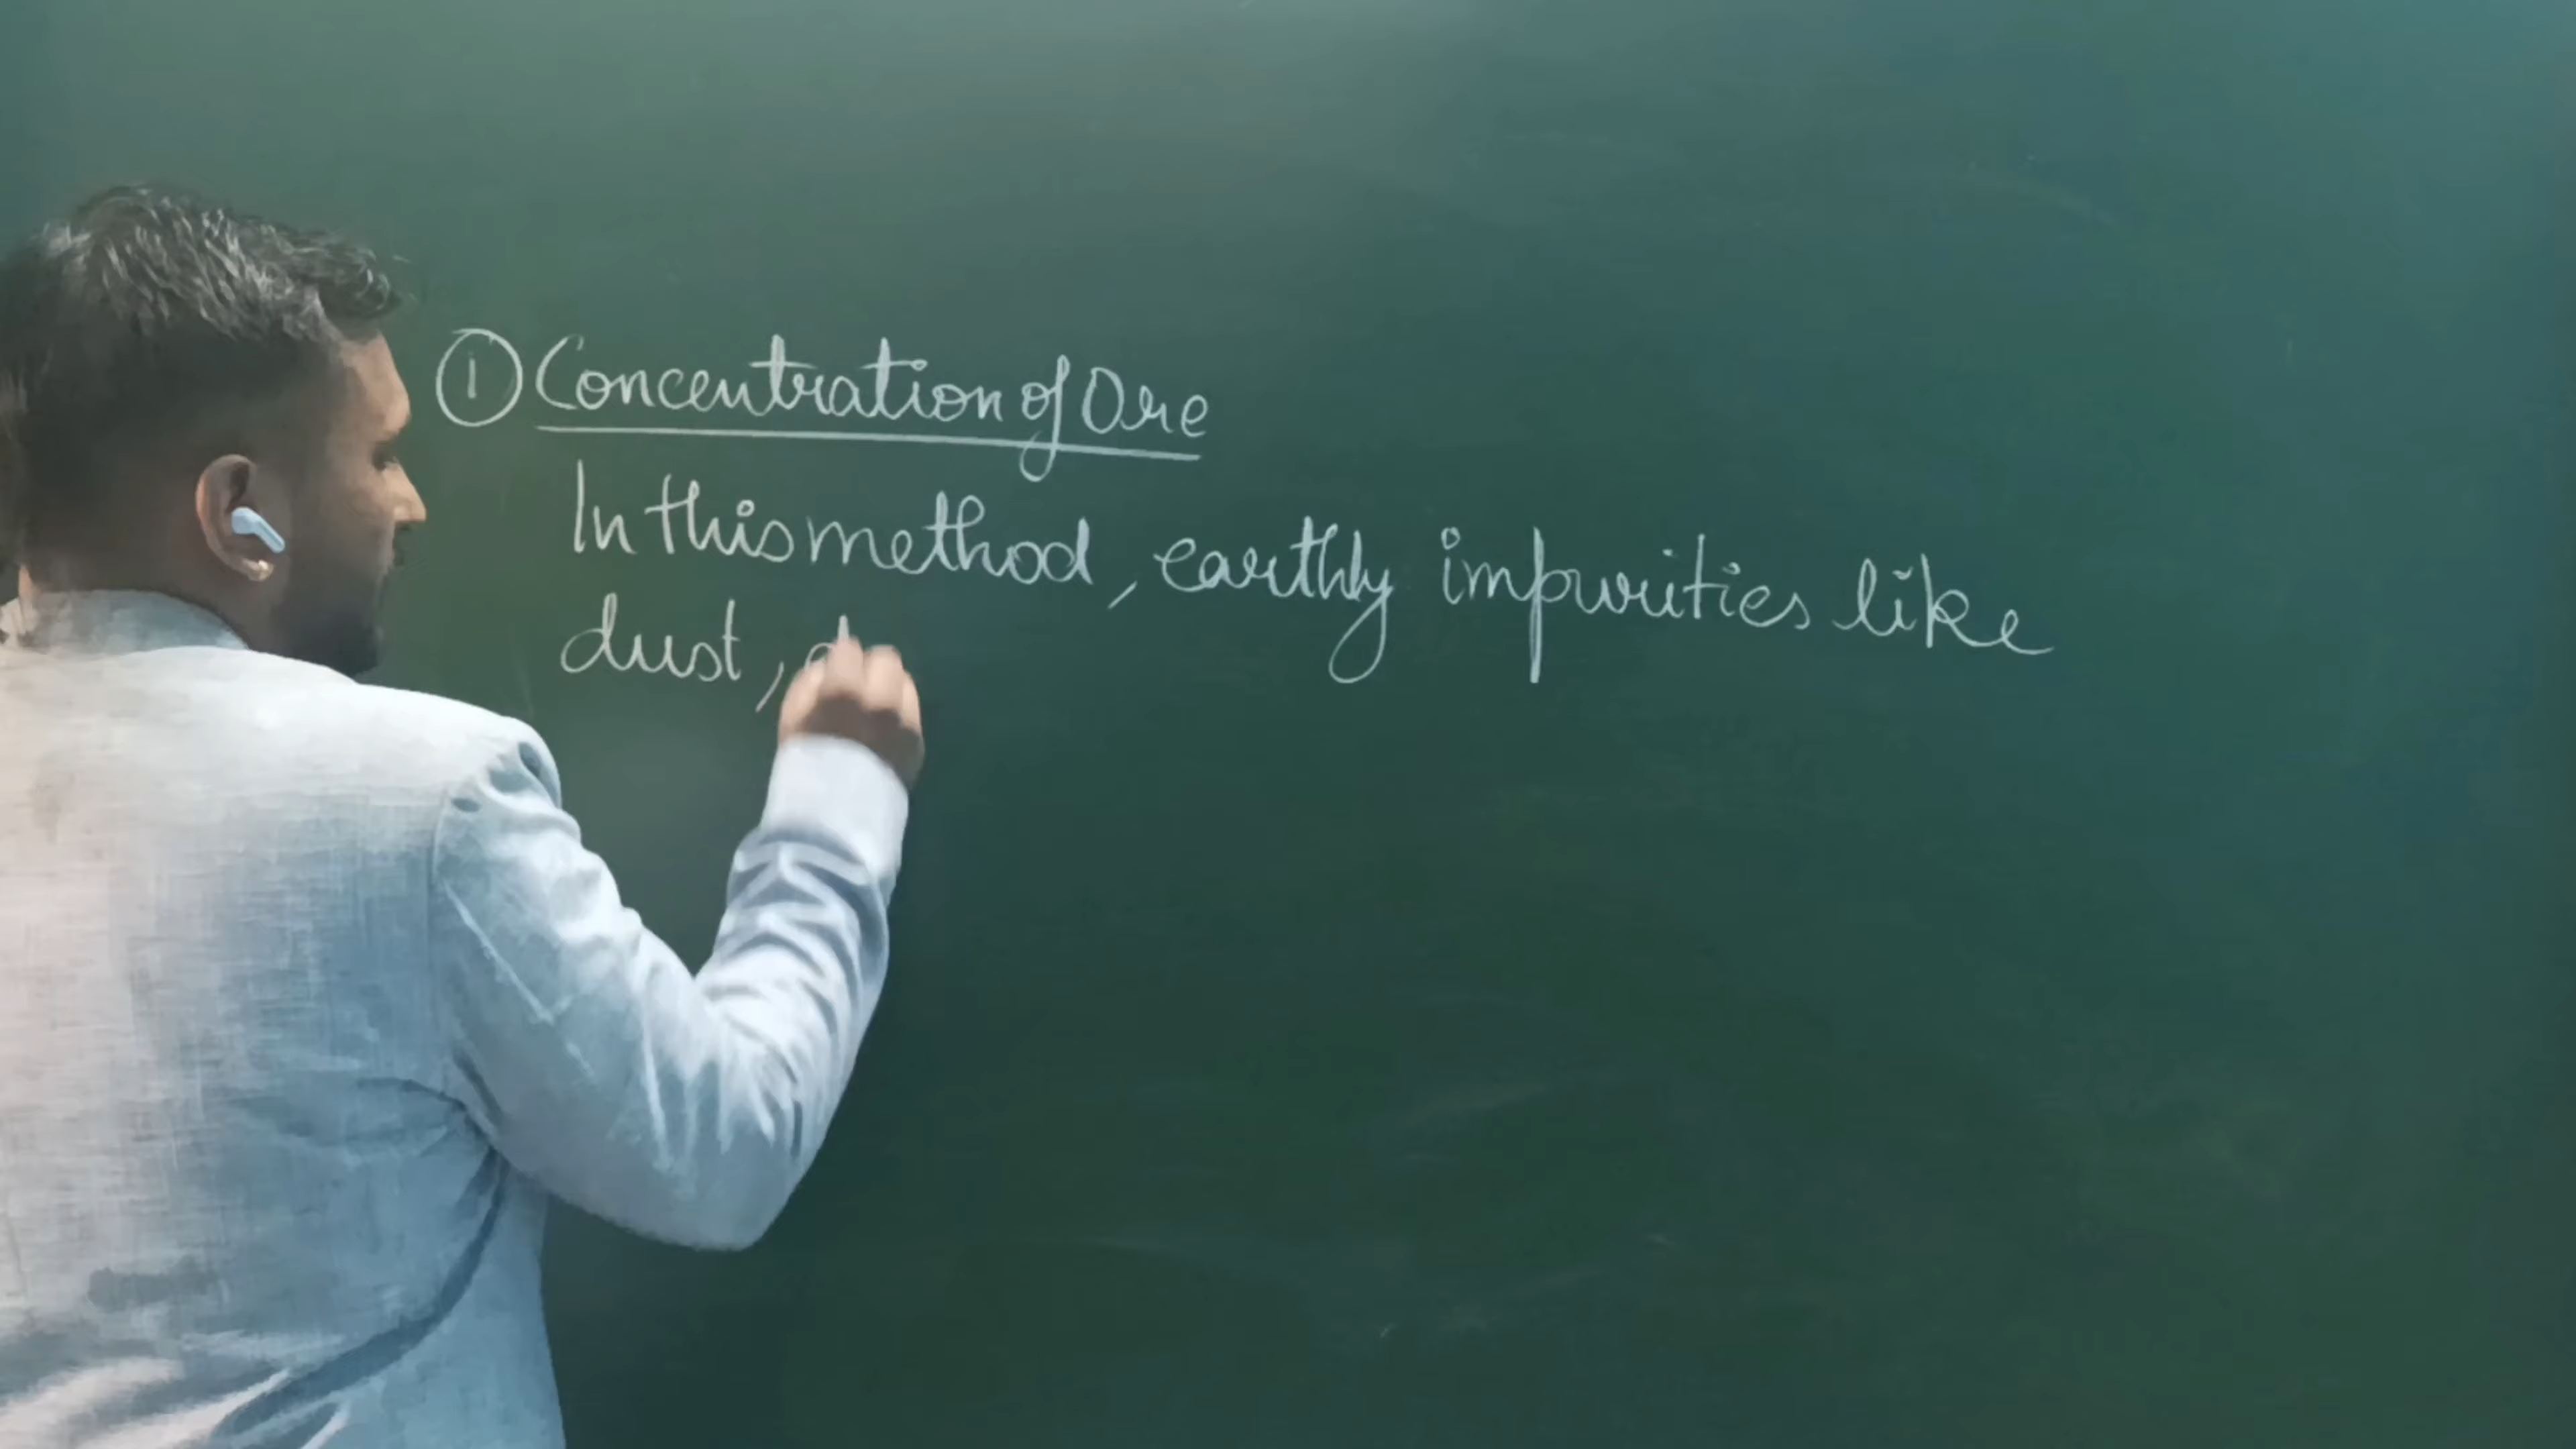 ① Concentration of Ore
In this method, earthly impurities like
dust,